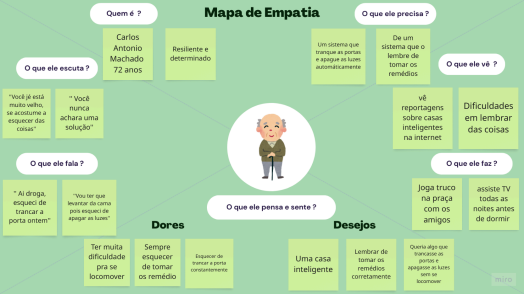 Mapa de Empatia
Quem é ?
Carlos
Antonio
Machado
72 anos
Resiliente e
determinado
O que ele precisa ?
Um sistema que
tranque as portas
e apague as luzes
automáticamente
De um
sistema que o
lembre de
tomar os
remédios
O que ele escuta ?
"Você já está
muito velho,
se acostume a
esquecer das
coisas"
" Você
nunca
achara uma
solução"
O que ele vê ?
vê
reportagens
sobre casas
inteligentes
na internet
Dificuldades
em lembrar
das coisas
O que ele fala ?
" Ai droga,
esqueci de
trancar a
porta ontem"
"Vou ter que
levantar da cama
pois esqueci de
apagar as luzes"
O que ele faz ?
Joga truco
na praça
com os
amigos
assiste TV
todas as
noites antes
de dormir
O que ele pensa e sente ?
Dores
Ter muita
dificuldade
pra se
locomover
Sempre
esquecer
de tomar
os remédio
Esquecer de
trancar a porta
constantemente
Desejos
Uma casa
inteligente
Lembrar de
tomar os
remédios
corretamente
Queria algo que
trancasse as
portas e
apagasse as luzes
sem se
locomover
miro